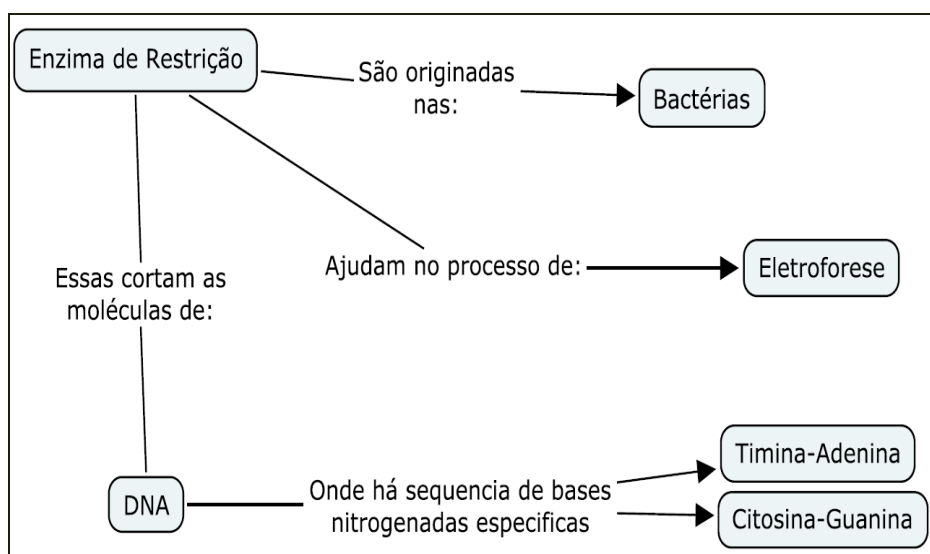 Enzima de Restrição
São originadas
nas:
Bactérias
Essas cortam as
moléculas de:
Ajudam no processo de:
Eletroforese
DNA
Onde há sequencia de bases
nitrogenadas especificas
Timina-Adenina
Citosina-Guanina